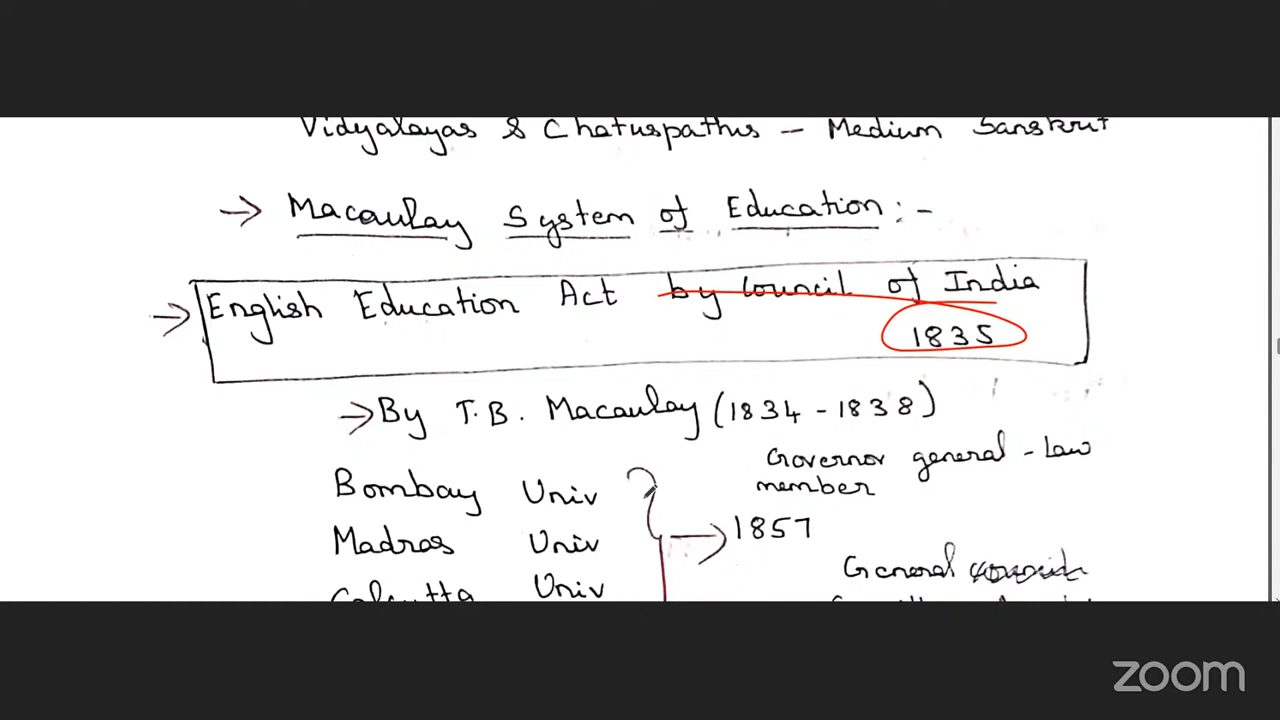 Vidyalayas & Chatuspathis - Medium Sanskrit
→ Macaulay System of Education :-
→ English Education Act by Council of India
1835
→ By T.B. Macaulay (1834 - 1838)
Governor general - Law
member
Bombay Univ
Madras Univ
→ 1857
Calcutta Univ
General
zoom